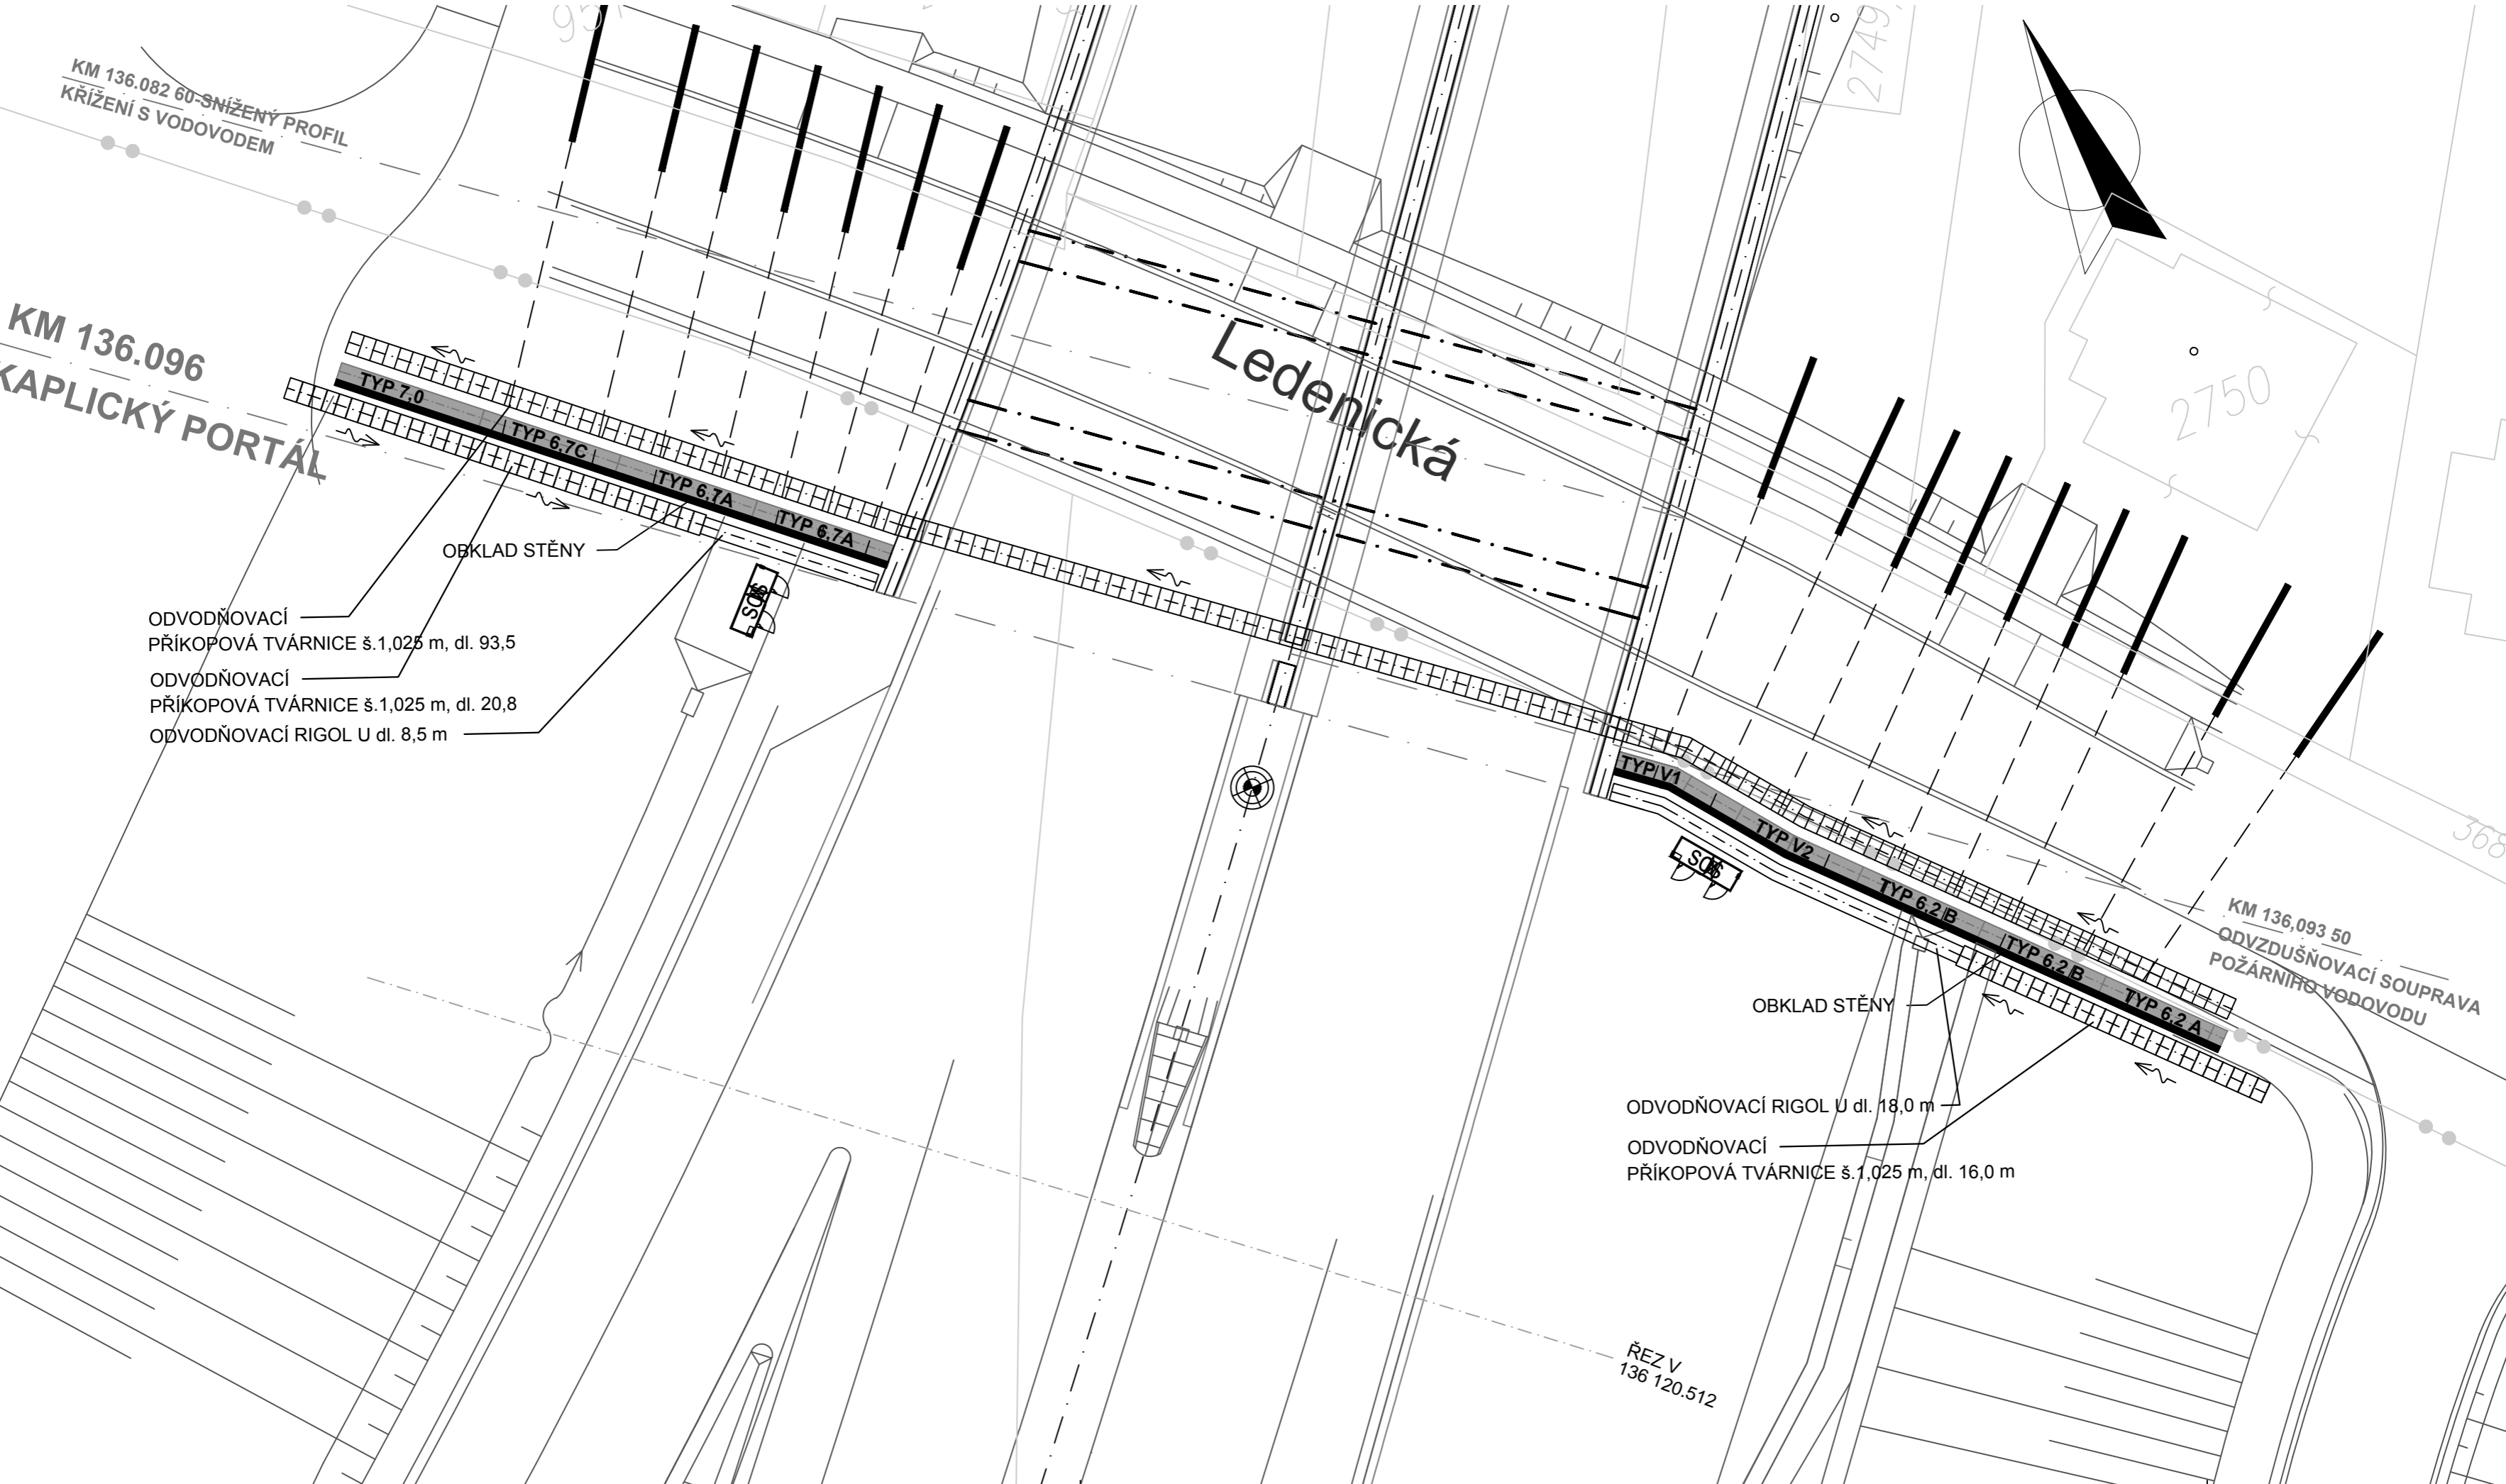 KM 136.082 60-SNÍŽENÝ PROFIL
KŘÍŽENÍ S VODOVODEM
2749
KM 136.096
KAPLICKÝ PORTÁL
Ledenická
2750
TYP 7,0
TYP 6,7C
TYP 6,7A
TYP 6,7A
OBKLAD STĚNY
SOS
ODVODŇOVACÍ
PŘÍKOPOVÁ TVÁRNICE š.1,025 m, dl. 93,5
ODVODŇOVACÍ
PŘÍKOPOVÁ TVÁRNICE š.1,025 m, dl. 20,8
ODVODŇOVACÍ RIGOL U dl. 8,5 m
TYP V1
TYP V2
TYP 6,2 B
TYP 6,2 B
TYP 6,2 A
SOS
368
KM 136,093 50
ODVZDUŠŇOVACÍ SOUPRAVA
POŽÁRNÍHO VODOVODU
OBKLAD STĚNY
ODVODŇOVACÍ RIGOL U dl. 18,0 m
ODVODŇOVACÍ
PŘÍKOPOVÁ TVÁRNICE š.1,025 m, dl. 16,0 m
ŘEZ V
136 120.512